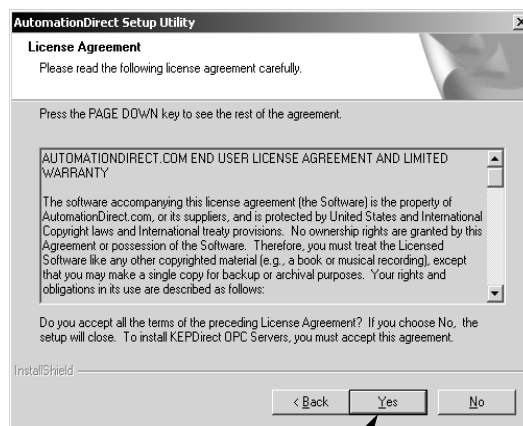 AutomationDirect Setup Utility
License Agreement
Please read the following license agreement carefully.
Press the PAGE DOWN key to see the rest of the agreement.
AUTOMATIONDIRECT.COM END USER LICENSE AGREEMENT AND LIMITED
WARRANTY
The software accompanying this license agreement (the Software) is the property of
AutomationDirect.com, or its suppliers, and is protected by United States and International
Copyright laws and International treaty provisions. No ownership rights are granted by this
Agreement or possession of the Software. Therefore, you must treat the Licensed
Software like any other copyrighted material (e.g., a book or musical recording), except
that you may make a single copy for backup or archival purposes. Your rights and
obligations in its use are described as follows:
Do you accept all the terms of the preceding License Agreement? If you choose No, the
setup will close. To install KEPDirect OPC Servers, you must accept this agreement.
InstallShield
< Back Yes No